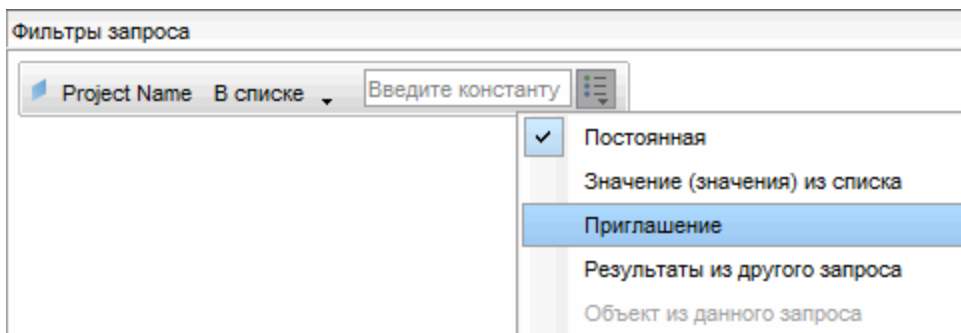 Фильтры запроса
Project Name В списке Введите константу
Постоянная
Значение (значения) из списка
Приглашение
Результаты из другого запроса
Объект из данного запроса